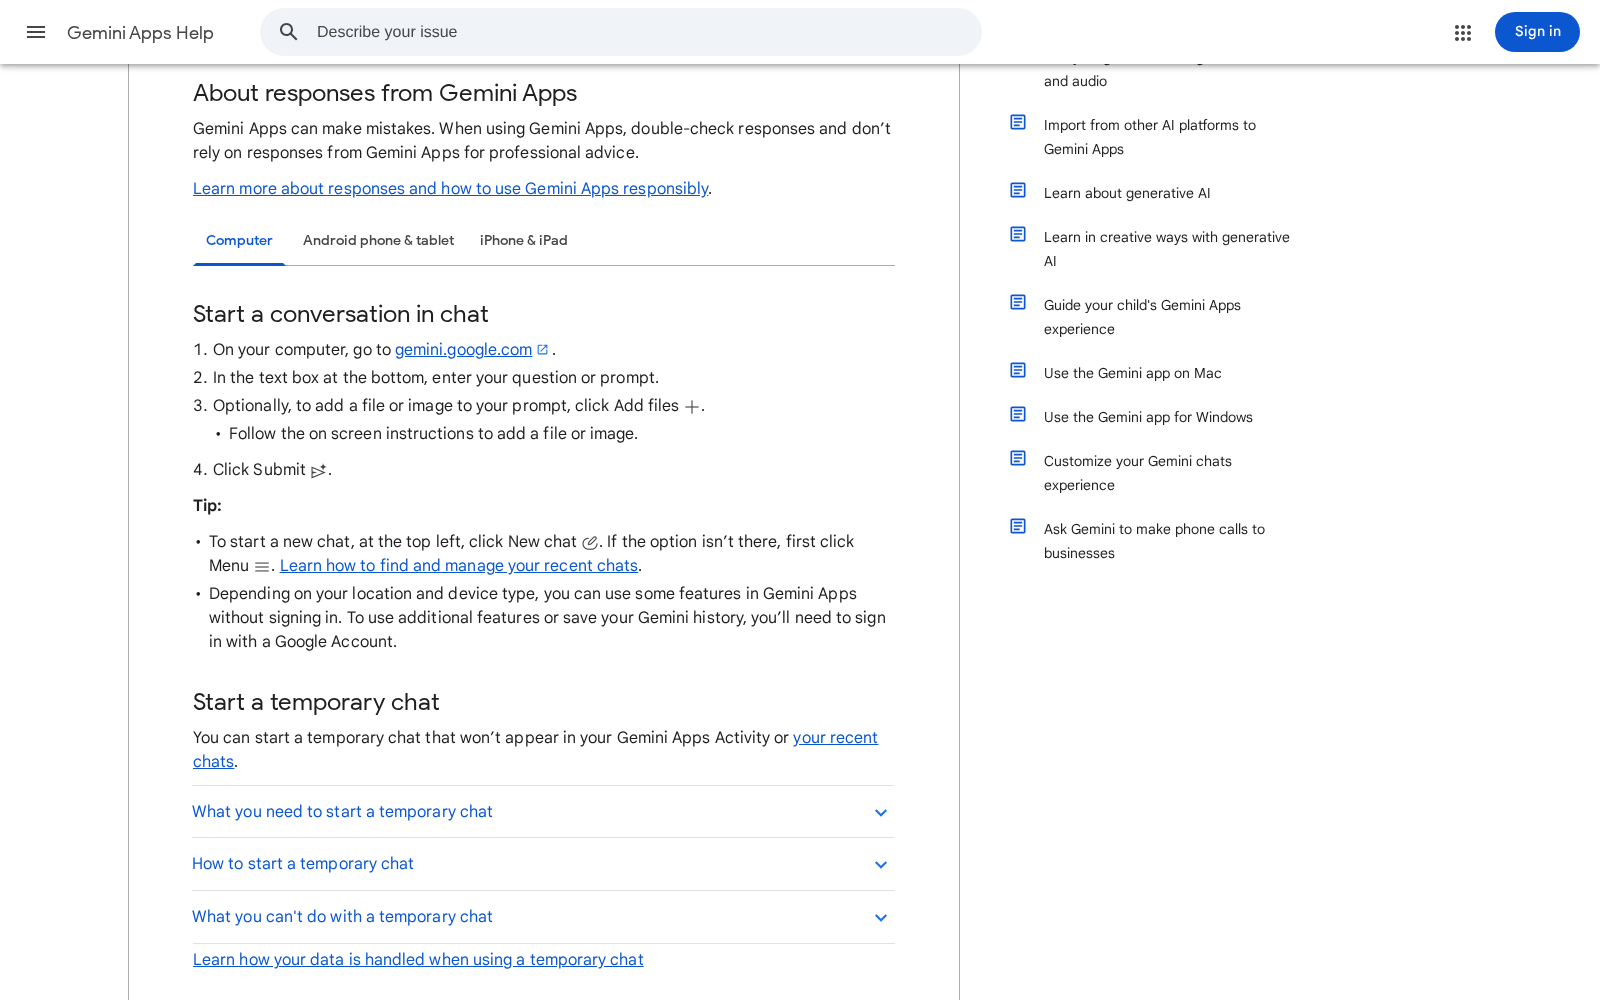 Gemini Apps Help
Describe your issue
Sign in
About responses from Gemini Apps
Gemini Apps can make mistakes. When using Gemini Apps, double-check responses and don’t
rely on responses from Gemini Apps for professional advice.
Learn more about responses and how to use Gemini Apps responsibly.
Computer
Android phone & tablet
iPhone & iPad
Start a conversation in chat
1. On your computer, go to gemini.google.com .
2. In the text box at the bottom, enter your question or prompt.
3. Optionally, to add a file or image to your prompt, click Add files .
• Follow the on screen instructions to add a file or image.
4. Click Submit .
Tip:
• To start a new chat, at the top left, click New chat . If the option isn’t there, first click
Menu . Learn how to find and manage your recent chats.
• Depending on your location and device type, you can use some features in Gemini Apps
without signing in. To use additional features or save your Gemini history, you’ll need to sign
in with a Google Account.
Start a temporary chat
You can start a temporary chat that won’t appear in your Gemini Apps Activity or your recent
chats.
What you need to start a temporary chat
How to start a temporary chat
What you can't do with a temporary chat
Learn how your data is handled when using a temporary chat
and audio
Import from other AI platforms to
Gemini Apps
Learn about generative AI
Learn in creative ways with generative
AI
Guide your child's Gemini Apps
experience
Use the Gemini app on Mac
Use the Gemini app for Windows
Customize your Gemini chats
experience
Ask Gemini to make phone calls to
businesses